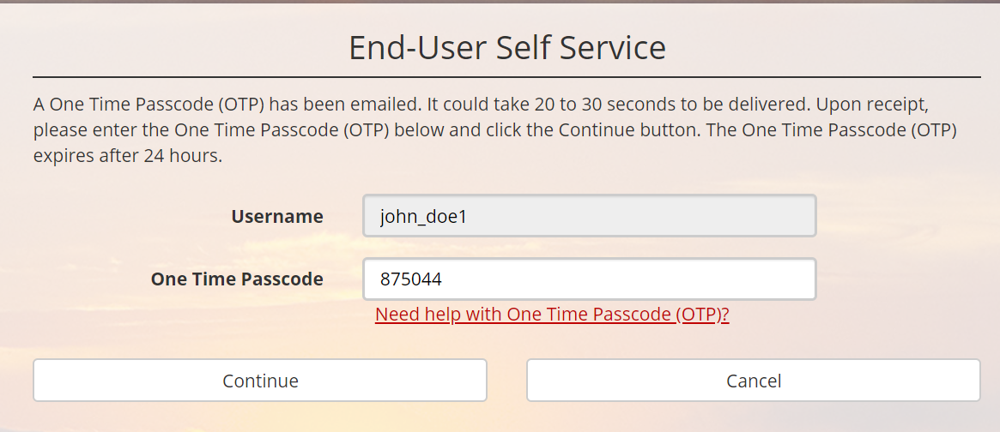 End-User Self Service
A One Time Passcode (OTP) has been emailed. It could take 20 to 30 seconds to be delivered. Upon receipt,
please enter the One Time Passcode (OTP) below and click the Continue button. The One Time Passcode (OTP)
expires after 24 hours.
Username john_doe1
One Time Passcode 875044
Need help with One Time Passcode (OTP)?
Continue Cancel